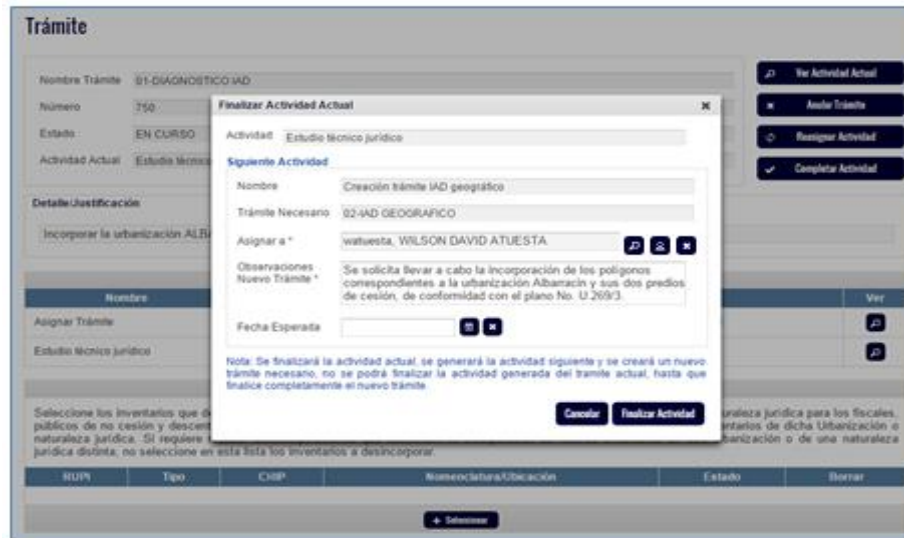 Trámite
Nombre Trámite 01-DIAGNOSTICO IAD
Ver Actividad Actual
Número 750
Anular Trámite
Estado EN CURSO
Reasignar Actividad
Actividad Actual Estudio técnico
Completar Actividad
Finalizar Actividad Actual
Actividad Estudio técnico jurídico
Siguiente Actividad
Nombre Creación trámite IAD geográfico
Trámite Necesario 02-IAD GEOGRAFICO
Asignar a * watuesta, WILSON DAVID ATUESTA
Observaciones Nuevo Trámite *
Se solicita llevar a cabo la incorporación de los polígonos
correspondientes a la urbanización Albarracín y sus dos predios
de cesión, de conformidad con el plano No. U.269/3.
Fecha Esperada
Nota: Se finalizará la actividad actual, se generará la actividad siguiente y se creará un nuevo
trámite necesario, no se podrá finalizar la actividad generada del tramite actual, hasta que
finalice completamente el nuevo trámite.
Cancelar Finalizar Actividad
Detalle/Justificación
Incorporar la urbanización
Nombre Ver
Asignar Trámite
Estudio técnico jurídico
Seleccione los inventarios que jurídica para los fiscales,
públicos de no cesión y de dicha Urbanización o
naturaleza jurídica. Si requiere o de una naturaleza
jurídica distinta, no seleccione en esta lista los inventarios a desincorporar.
RUPI Tipo CHIP Nomenclatura/Ubicación Estado Borrar
+ Seleccionar